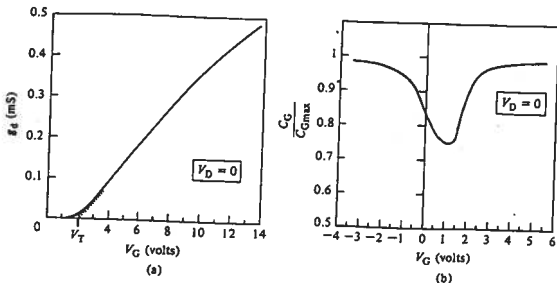 0.5
0.4
0.3
0.2
0.1
0
g_d (mS)
V_D = 0
2 4 6 8 10 12 14
V_T
V_G (volts)
(a)
1
0.9
0.8
0.7
0.6
0.5
C_G
C_Gmax
V_D = 0
−4 −3 −2 −1 0 1 2 3 4 5 6
V_G (volts)
(b)